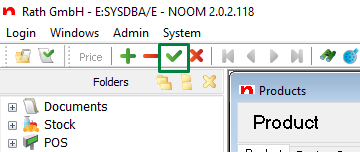 Rath GmbH - E:SYSDBA/E - NOOM 2.0.2.118
Login Windows Admin System
Price
Folders
Documents
Stock
POS
Products
Product